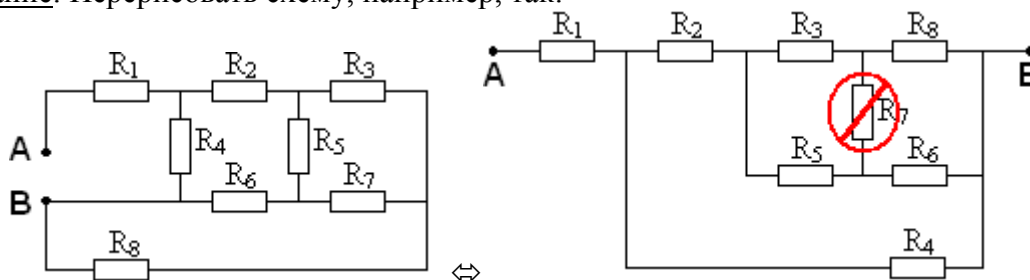 Перерисовать схему, например, так:
R1 R2 R3 R8
A B
R1 R2 R3
R7
A R4 R5
R5 R6
B R6 R7
R8 R4
⇔